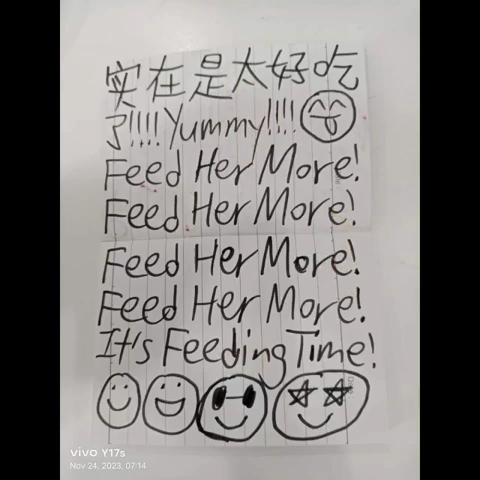 实在是太好吃
了!!!! Yummy!!!!
Feed Her More!
Feed Her More!
Feed Her More!
Feed Her More!
It's Feeding Time!
vivo Y17s
Nov 24, 2023, 07:14